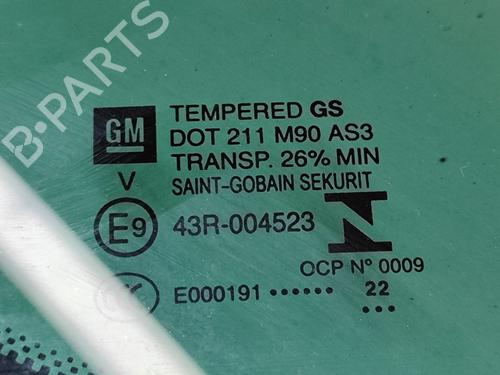 B-PARTS
GM
TEMPERED GS
DOT 211 M90 AS3
TRANSP. 26% MIN
V
SAINT-GOBAIN SEKURIT
E9
43R-004523
N
OCP N° 0009
E000191 •••••• •••••• 22
•••
B-PARTS